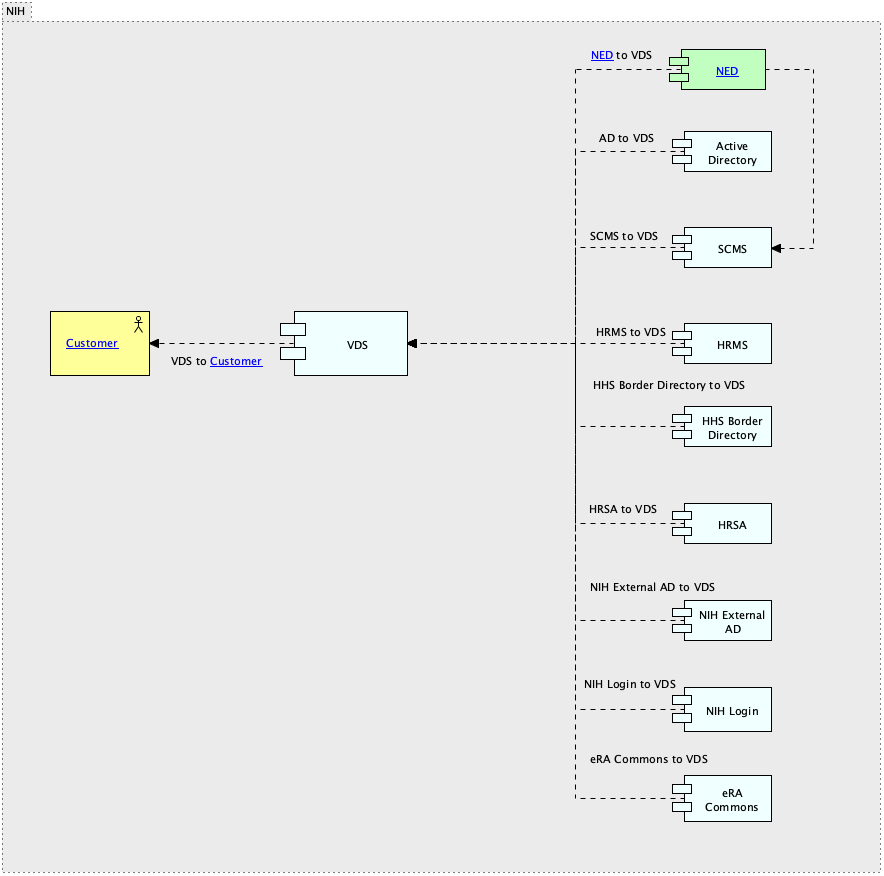 NIH
NED to VDS
NED
AD to VDS
Active
Directory
SCMS to VDS
SCMS
HRMS to VDS
HRMS
Customer
VDS to Customer
VDS
HHS Border Directory to VDS
HHS Border
Directory
HRSA to VDS
HRSA
NIH External AD to VDS
NIH External
AD
NIH Login to VDS
NIH Login
eRA Commons to VDS
eRA
Commons